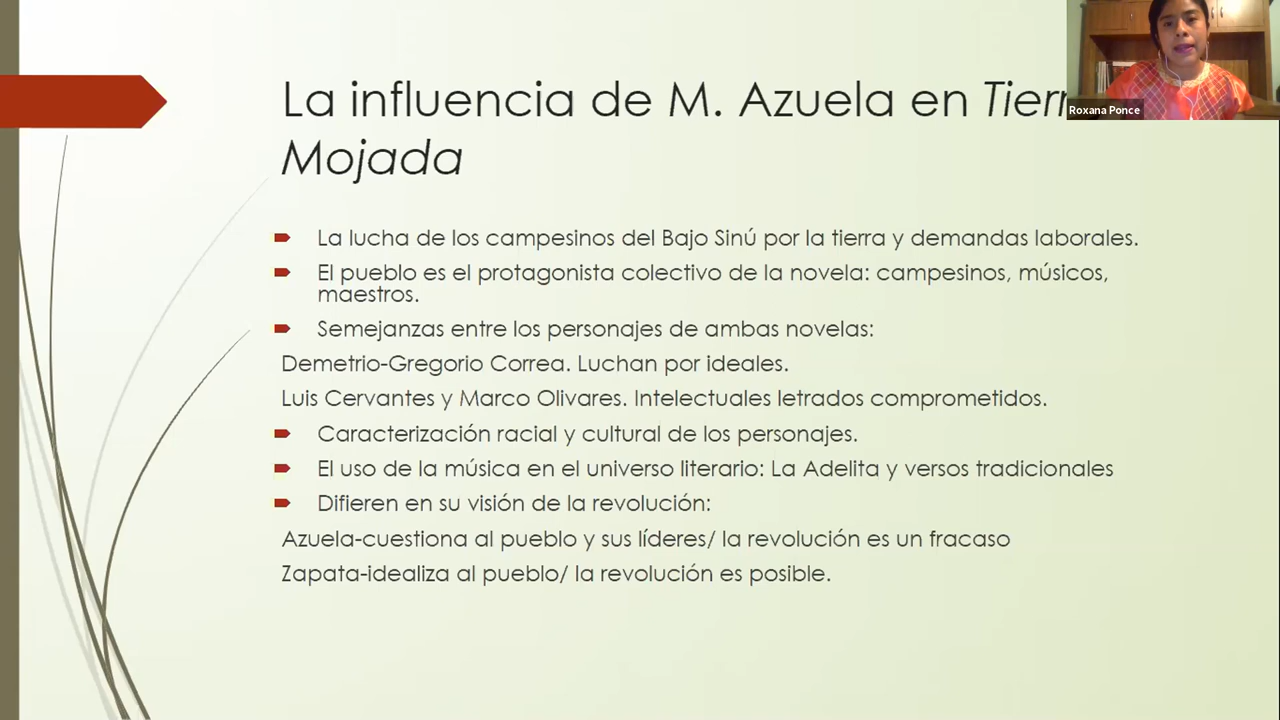 La influencia de M. Azuela en
Mojada
Roxana Ponce
La lucha de los campesinos del Bajo Sinú por la tierra y demandas laborales.
El pueblo es el protagonista colectivo de la novela: campesinos, músicos,
maestros.
Semejanzas entre los personajes de ambas novelas:
Demetrio-Gregorio Correa. Luchan por ideales.
Luis Cervantes y Marco Olivares. Intelectuales letrados comprometidos.
Caracterización racial y cultural de los personajes.
El uso de la música en el universo literario: La Adelita y versos tradicionales
Difieren en su visión de la revolución:
Azuela-cuestiona al pueblo y sus líderes/ la revolución es un fracaso
Zapata-idealiza al pueblo/ la revolución es posible.